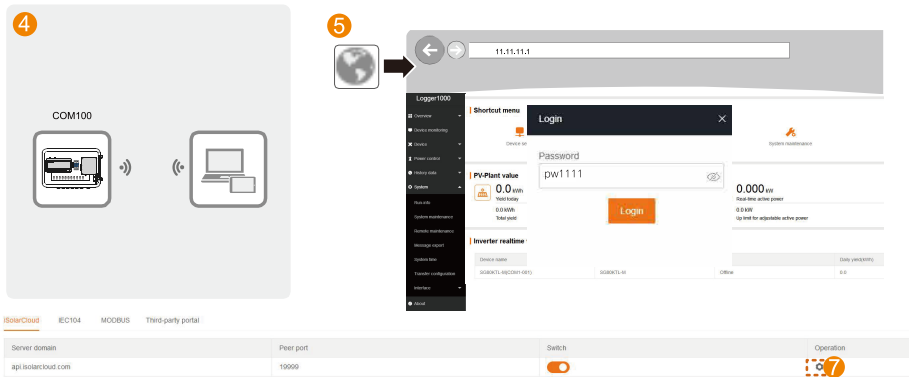 4
5
11.11.11.1
COM100
Logger1000
Overview
Device monitoring
Device
Power control
History data
System
Run info
System maintenance
Remote maintenance
Message export
System time
Transfer configuration
Interface
About
Shortcut menu
Device se
System maintenance
Login
Password
pw1111
Login
PV-Plant value
0.0 kWh
Yield today
0.0 kWh
Total yield
0.000 kW
Real-time active power
0.0 kW
Up limit for adjustable active power
Inverter realtime
Device name
Daily yield(kWh)
SG80KTL-M(COM1-001)
SG80KTL-M
Offline
0.0
iSolarCloud IEC104 MODBUS Third-party portal
Server domain Peer port Switch Operation
api.isolarcloud.com 19999
7